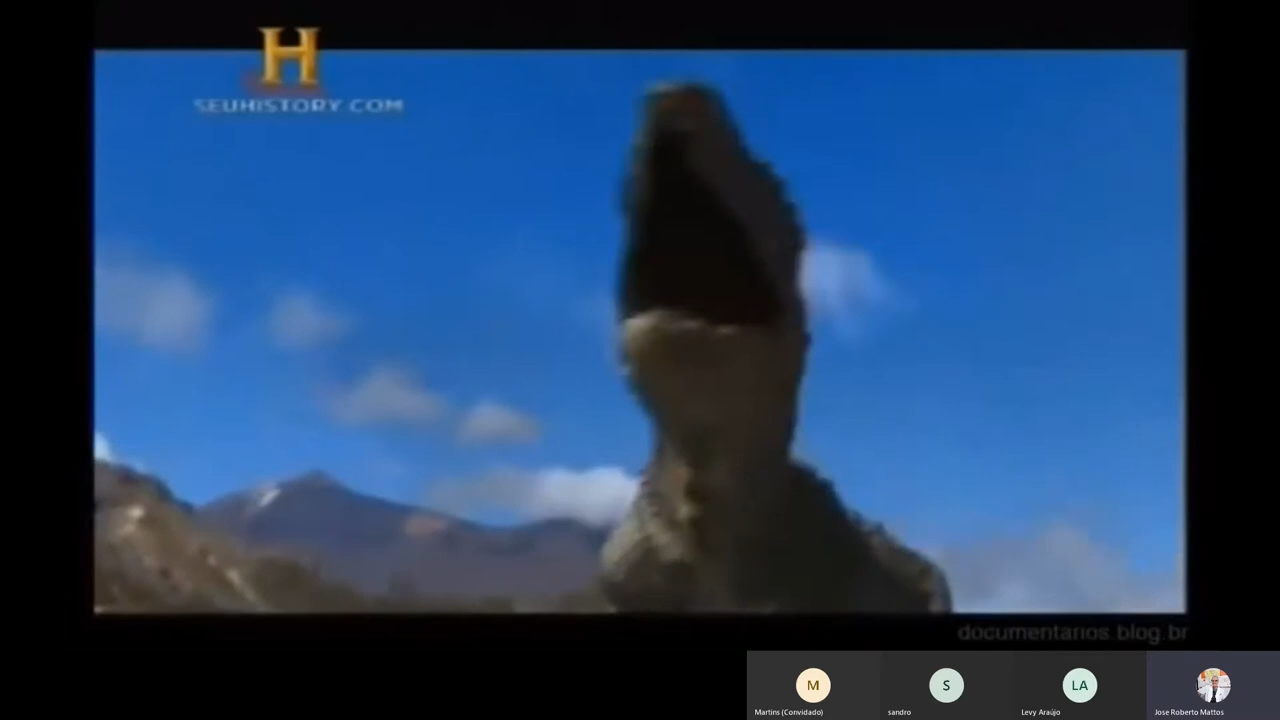 H
SEUHISTORY.COM
documentarios.blog.br
M
S
LA
Martins (Convidado)
sandro
Levy Araújo
Jose Roberto Mattos